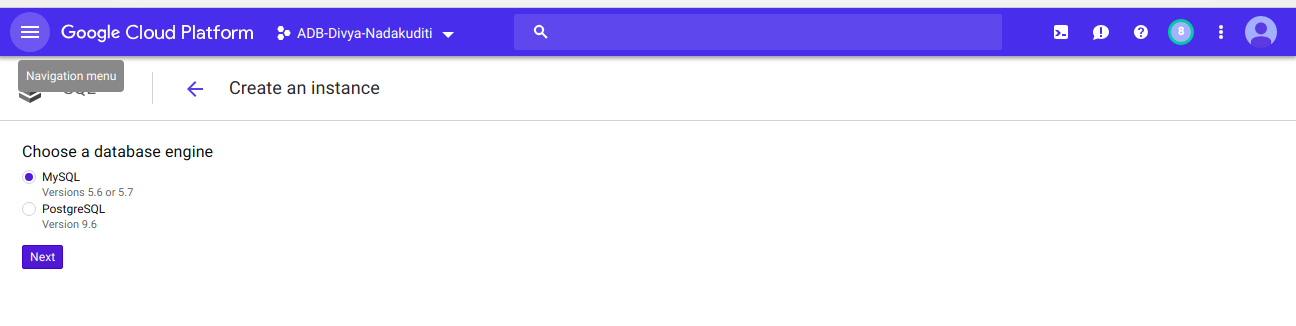 Google Cloud Platform
ADB-Divya-Nadakuditi
8
Navigation menu
Create an instance
Choose a database engine
MySQL
Versions 5.6 or 5.7
PostgreSQL
Version 9.6
Next